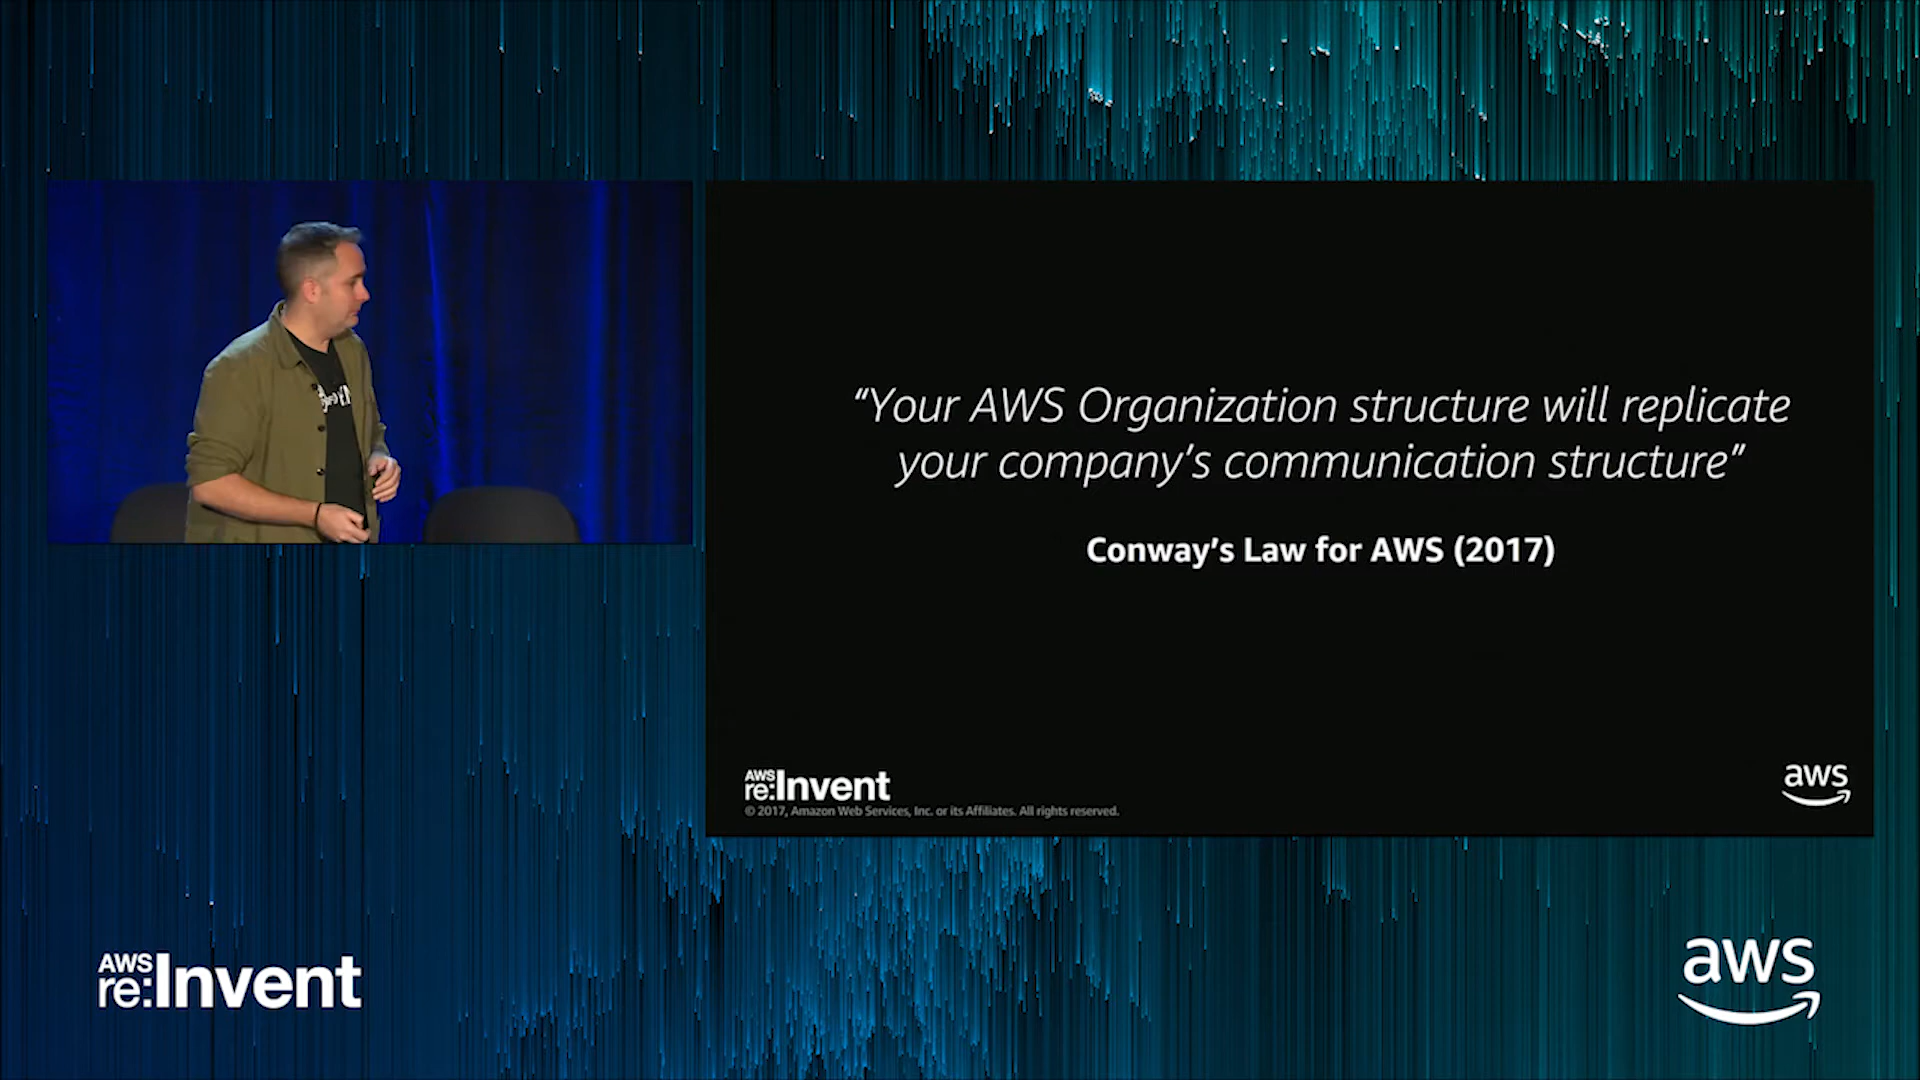 “Your AWS Organization structure will replicate
your company’s communication structure”
Conway’s Law for AWS (2017)
AWS
re:Invent
© 2017, Amazon Web Services, Inc. or its Affiliates. All rights reserved.
aws
AWS
re:Invent
aws